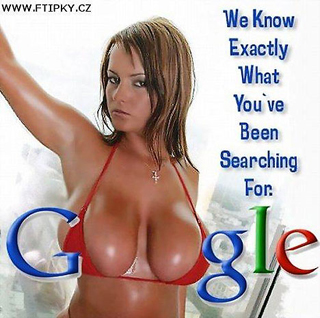 WWW.FTIPKY.CZ
We Know
Exactly
What
You've
Been
Searching
For:
G gle